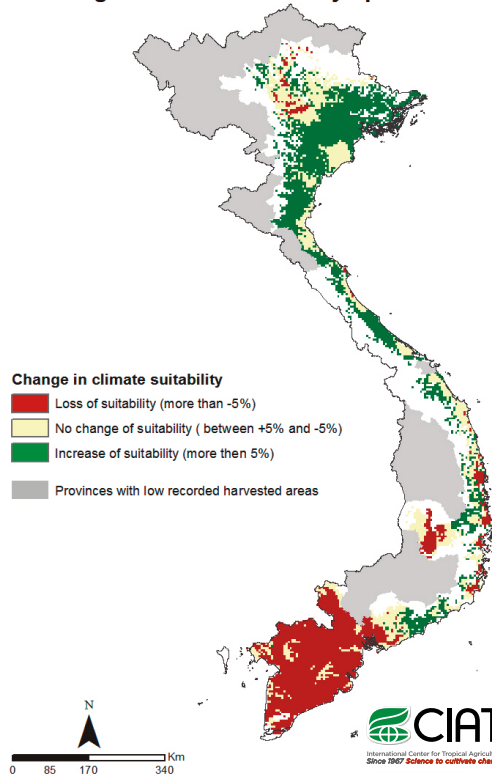 Change in climate suitability
Loss of suitability (more than -5%)
No change of suitability ( between +5% and -5%)
Increase of suitability (more then 5%)
Provinces with low recorded harvested areas
N
Km
0 85 170 340
CIAT
International Center for Tropical
Since 1967 Science to cultivate